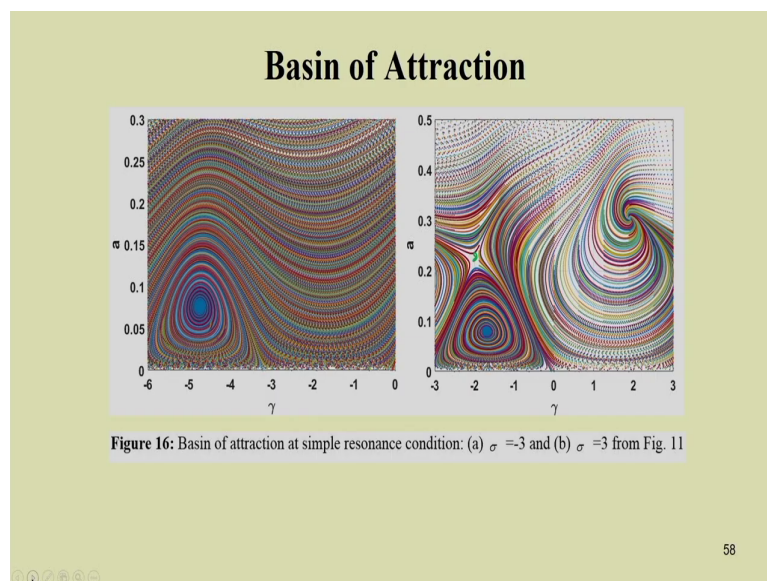 Basin of Attraction
0.3
0.25
0.2
0.15
0.1
0.05
0
a
-6 -5 -4 -3 -2 -1 0
γ
0.5
0.4
0.3
0.2
0.1
0
a
-3 -2 -1 0 1 2 3
γ
Figure 16: Basin of attraction at simple resonance condition: (a) σ =-3 and (b) σ =3 from Fig. 11
58